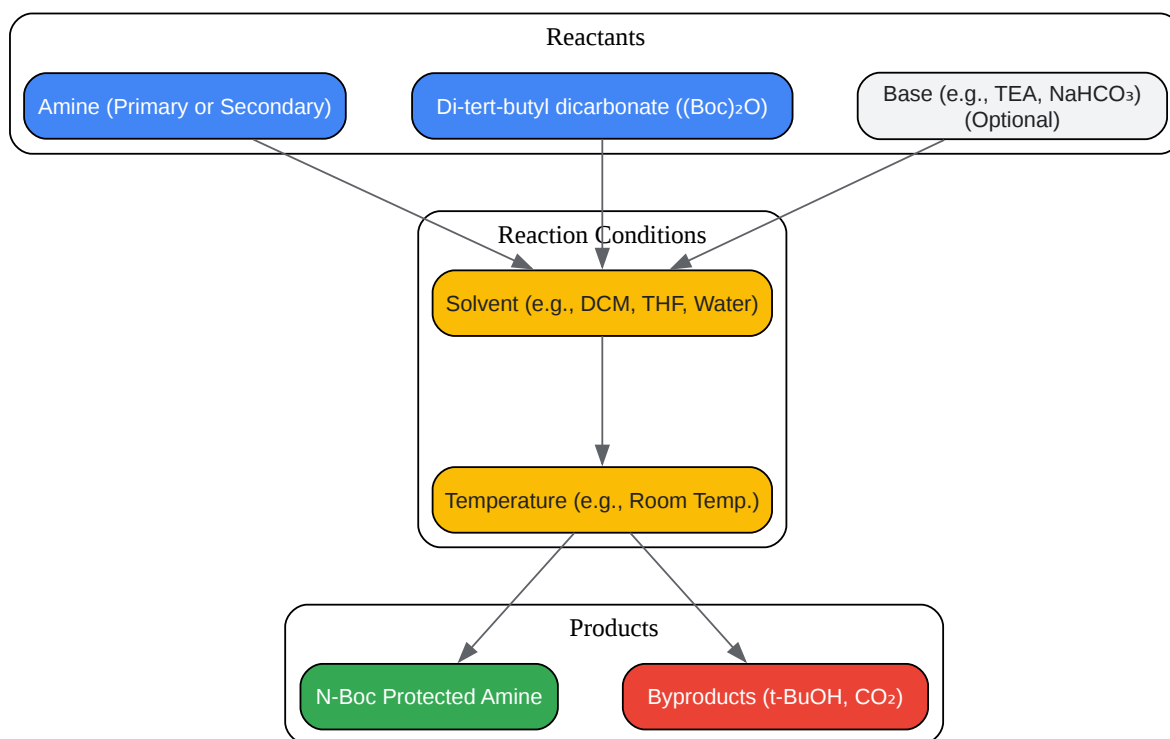 Reactants
Amine (Primary or Secondary)
Di-tert-butyl dicarbonate ((Boc)₂O)
Base (e.g., TEA, NaHCO₃)
(Optional)
Reaction Conditions
Solvent (e.g., DCM, THF, Water)
Temperature (e.g., Room Temp.)
Products
N-Boc Protected Amine
Byproducts (t-BuOH, CO₂)